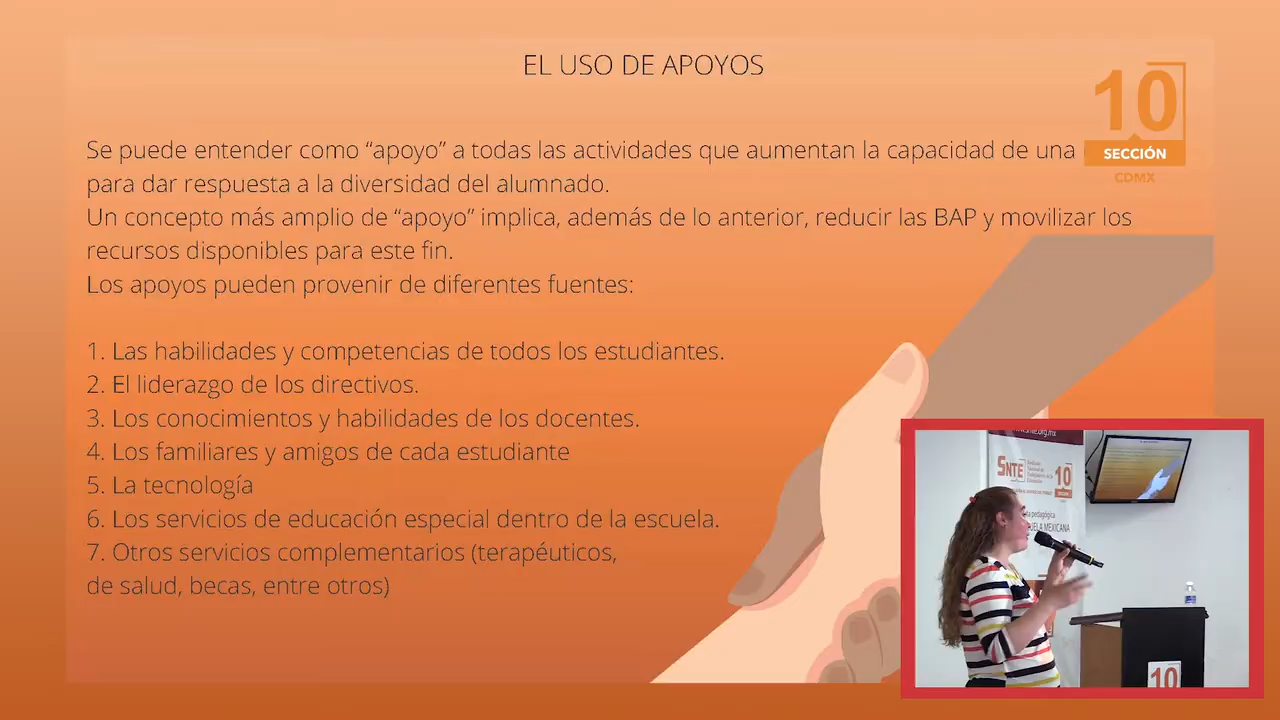 EL USO DE APOYOS
10
SECCIÓN
CDMX
Se puede entender como “apoyo” a todas las actividades que aumentan la capacidad de una
para dar respuesta a la diversidad del alumnado.
Un concepto más amplio de “apoyo” implica, además de lo anterior, reducir las BAP y movilizar los
recursos disponibles para este fin.
Los apoyos pueden provenir de diferentes fuentes:
1. Las habilidades y competencias de todos los estudiantes.
2. El liderazgo de los directivos.
3. Los conocimientos y habilidades de los docentes.
4. Los familiares y amigos de cada estudiante
5. La tecnología
6. Los servicios de educación especial dentro de la escuela.
7. Otros servicios complementarios (terapéuticos,
de salud, becas, entre otros)
SNTE
10
pedagógica
MEXICANA
10